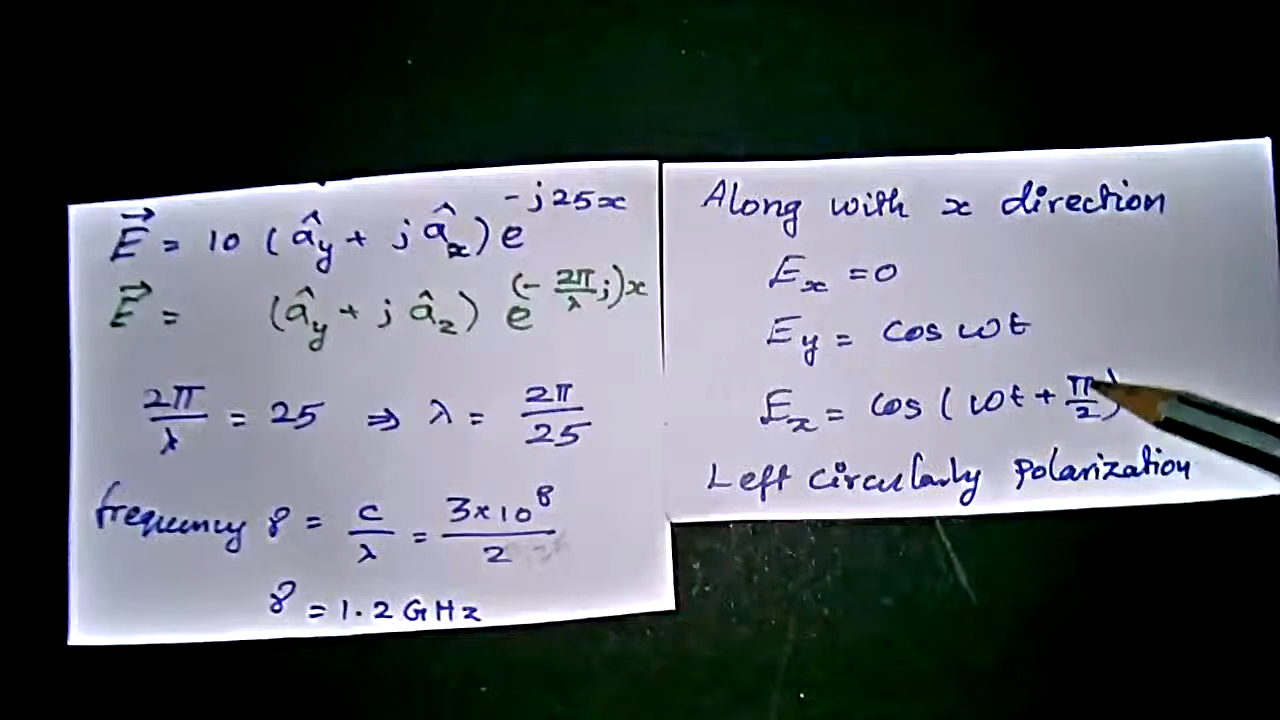 E⃗ = 10 (â_y + j â_x) e^{-j25x}
E⃗ = (â_y + j â_z) e^{(-2π/λ j)x}
2π/λ = 25 ⇒ λ = 2π/25
frequency f = c/λ = 3×10^8/2
f = 1.2 GHz
Along with x direction
E_x = 0
E_y = cos ωt
E_z = cos (ωt + π/2)
Left circularly polarization